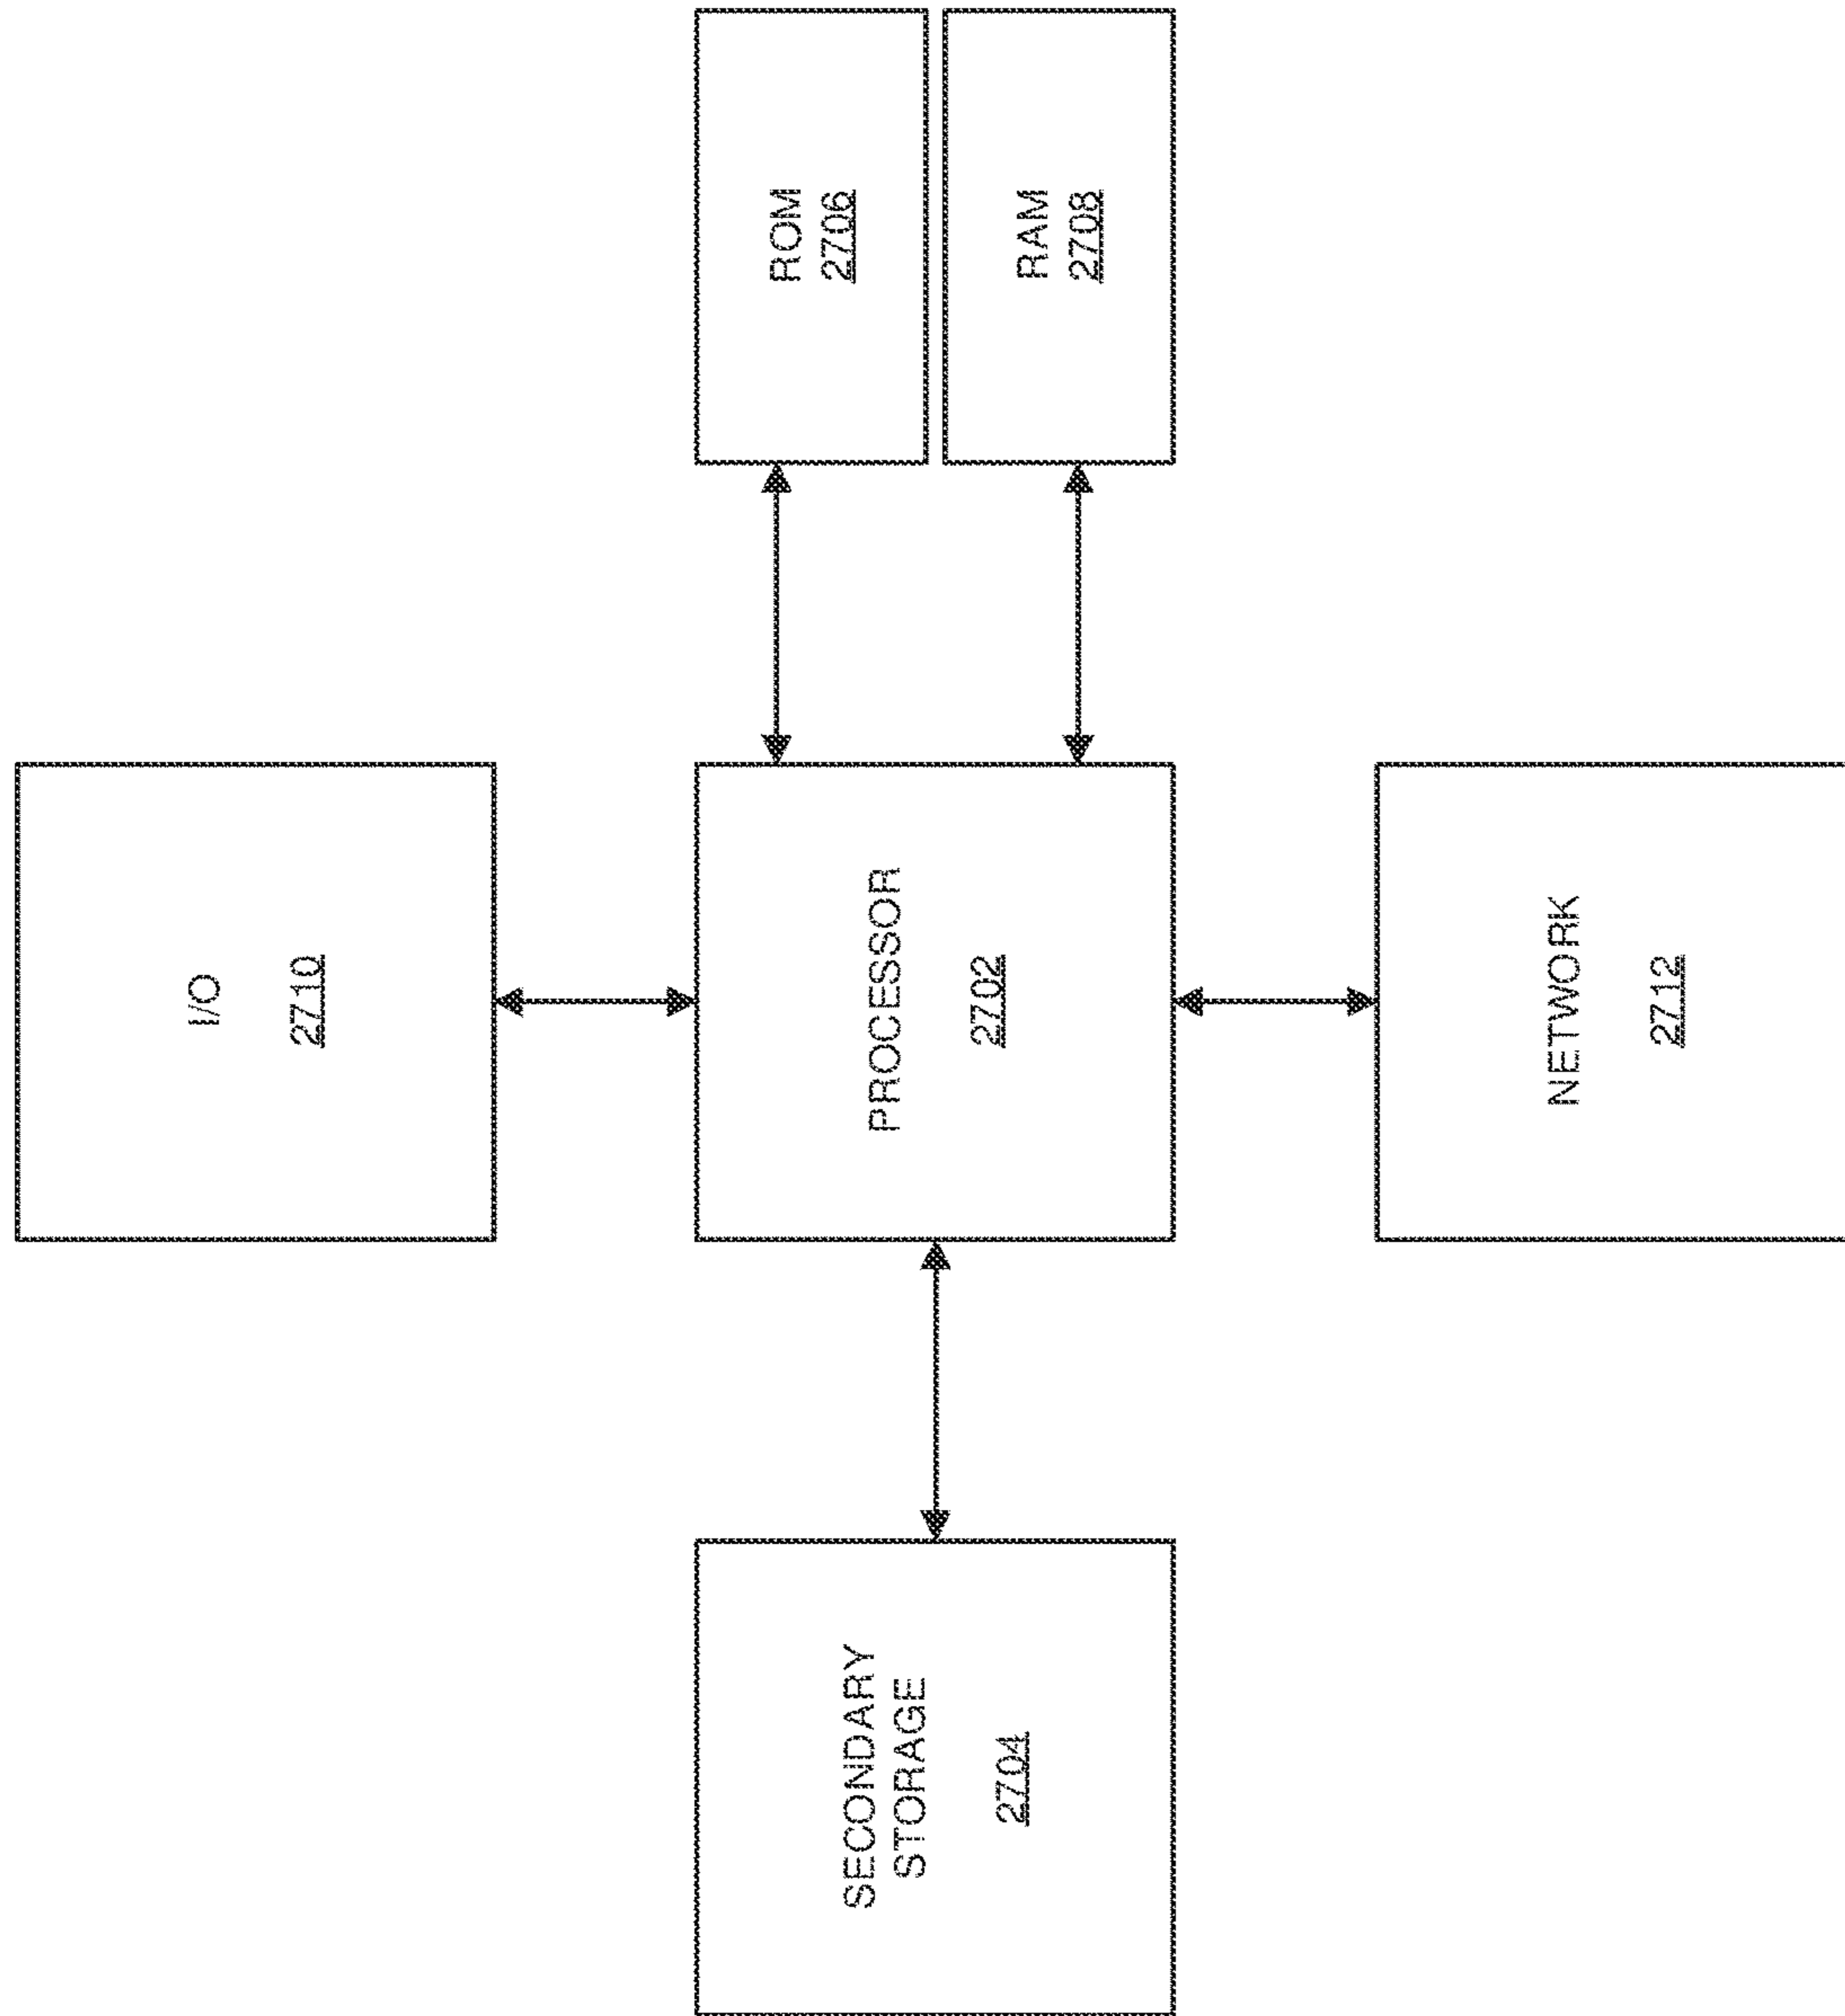 I/O
2710
SECONDARY
STORAGE
2704
PROCESSOR
2702
ROM
2706
RAM
2708
NETWORK
2712